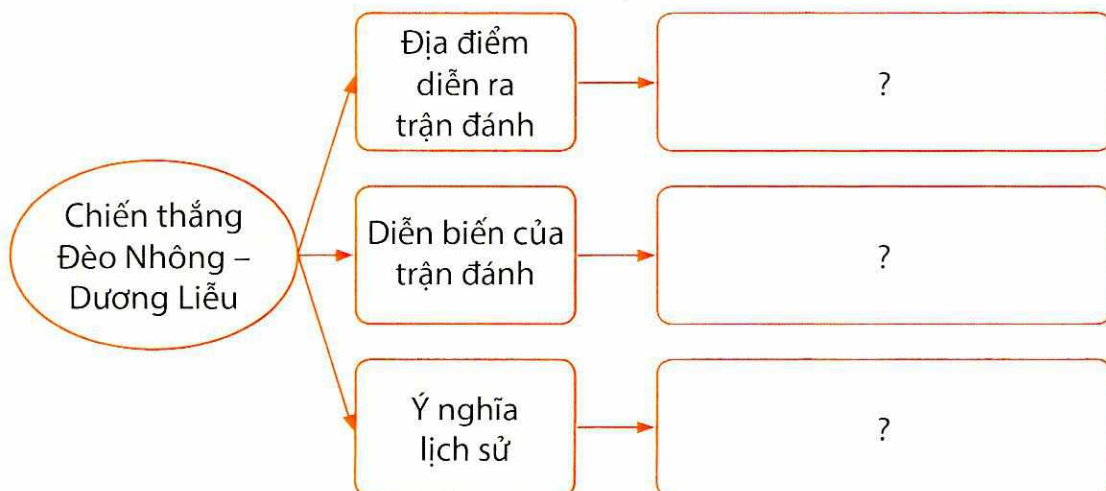 Chiến thắng
Đèo Nhông –
Dương Liễu
Địa điểm
diễn ra
trận đánh
?
Diễn biến của
trận đánh
?
Ý nghĩa
lịch sử
?